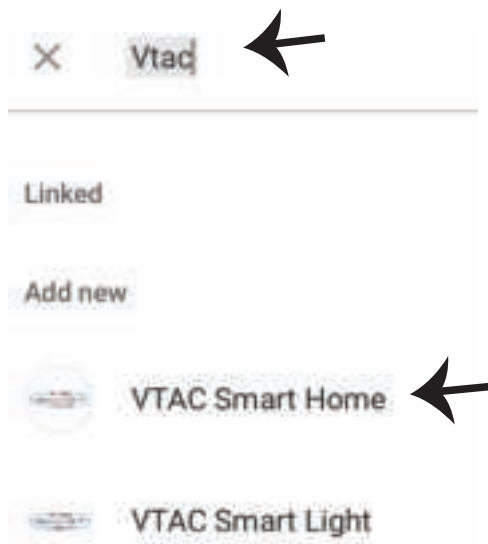 Vtac
Linked
Add new
VTAC Smart Home
VTAC Smart Light